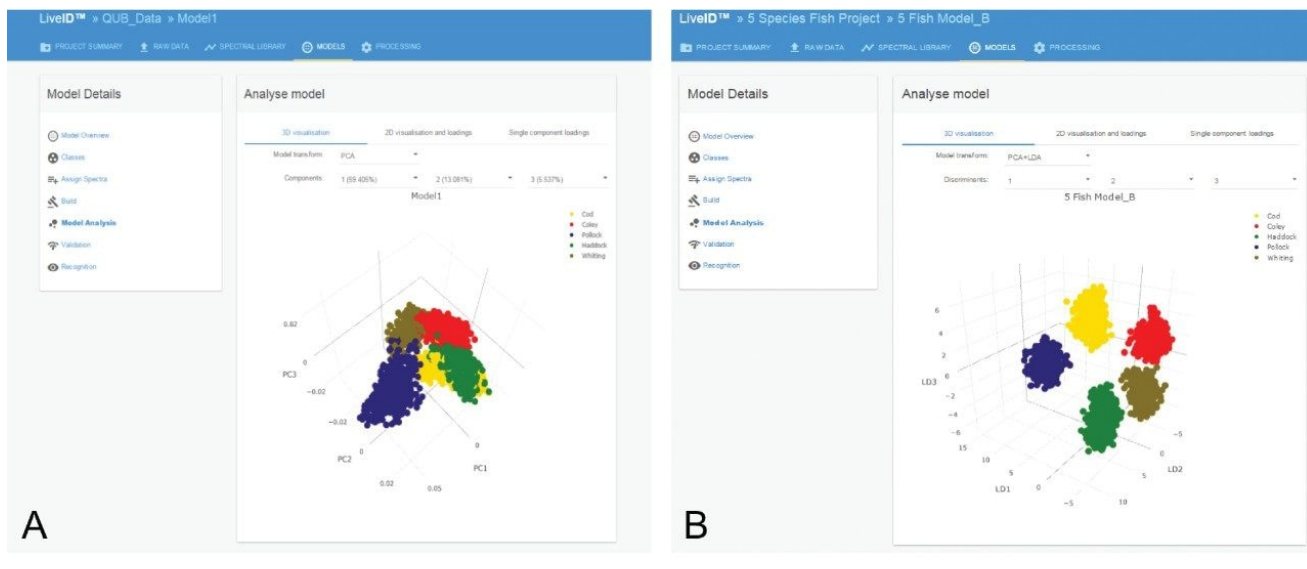 LiveID™ » QUB_Data » Model1
PROJECT SUMMARY RAW DATA SPECTRAL LIBRARY MODELS PROCESSING
Model Details
Model Overview
Classes
Assign Spectra
Build
Model Analysis
Validation
Recognition
Analyse model
3D visualisation 2D visualisation and loadings Single component loadings
Model transform: PCA
Components: 1 (59.405%) 2 (13.081%) 3 (5.537%)
Model1
Cod
Coley
Pollock
Haddock
Whiting
0.02
0
PC3
−0.02
−0.02
0
PC2
0.02
0.05
0
PC1
A
LiveID™ » 5 Species Fish Project » 5 Fish Model_B
PROJECT SUMMARY RAW DATA SPECTRAL LIBRARY MODELS PROCESSING
Model Details
Model Overview
Classes
Assign Spectra
Build
Model Analysis
Validation
Recognition
Analyse model
3D visualisation 2D visualisation and loadings Single component loadings
Model transform: PCA+LDA
Discriminents: 1 2 3
5 Fish Model_B
Cod
Coley
Haddock
Pollock
Whiting
6
4
2
LD3 0
−2
−4
−6
15
10
5
LD1 0
−5
−5
0
LD2
5
10
B